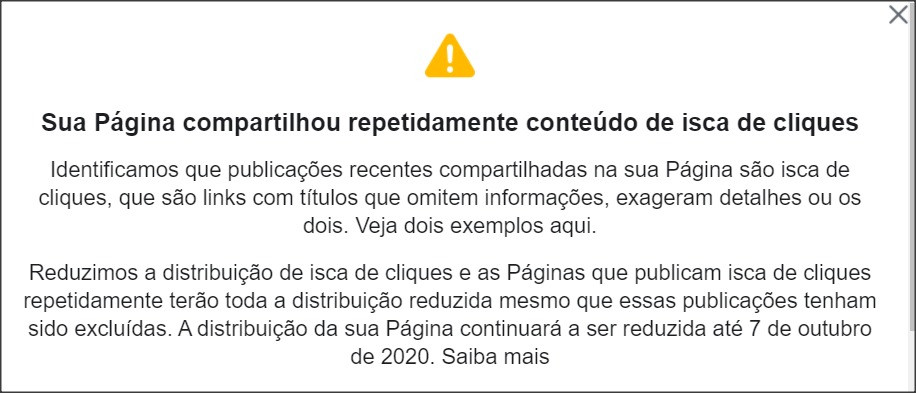 Sua Página compartilhou repetidamente conteúdo de isca de cliques
Identificamos que publicações recentes compartilhadas na sua Página são isca de
cliques, que são links com títulos que omitem informações, exageram detalhes ou os
dois. Veja dois exemplos aqui.
Reduzimos a distribuição de isca de cliques e as Páginas que publicam isca de cliques
repetidamente terão toda a distribuição reduzida mesmo que essas publicações tenham
sido excluídas. A distribuição da sua Página continuará a ser reduzida até 7 de outubro
de 2020. Saiba mais